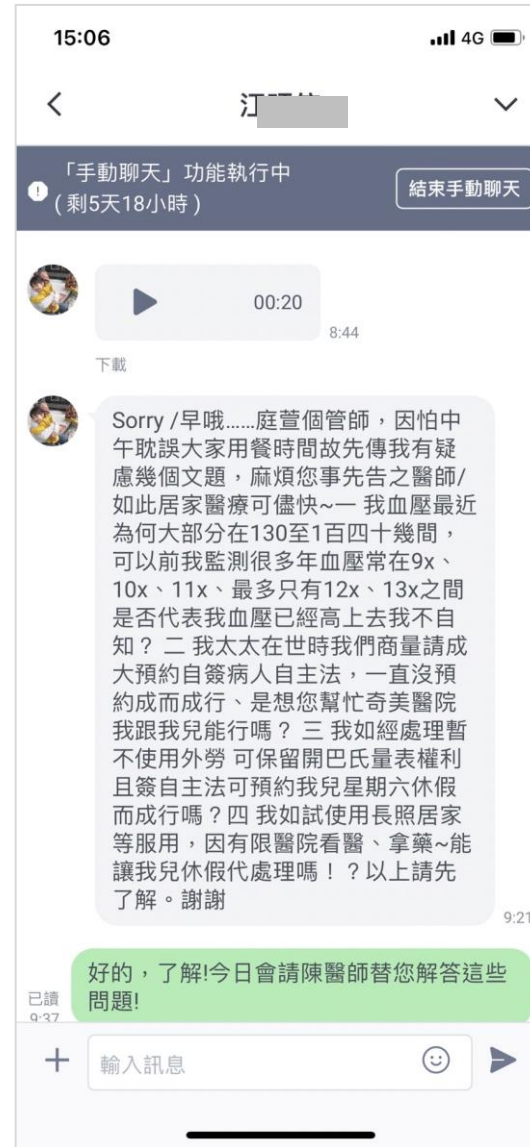 15:06
4G
江
「手動聊天」功能執行中
(剩5天18小時)
結束手動聊天
00:20
8:44
下載
Sorry /早哦......庭萱個管師，因怕中
午耽誤大家用餐時間故先傳我有疑
慮幾個文題，麻煩您事先告之醫師/
如此居家醫療可儘快~一 我血壓最近
為何大部分在130至1百四十幾間，
可以前我監測很多年血壓常在9x、
10x、11x、最多只有12x、13x之間
是否代表我血壓已經高上去我不自
知？ 二 我太太在世時我們商量請成
大預約自簽病人自主法，一直沒預
約成而成行、是想您幫忙奇美醫院
我跟我兒能行嗎？ 三 我如經處理暫
不使用外勞 可保留開巴氏量表權利
且簽自主法可預約我兒星期六休假
而成行嗎？四 我如試使用長照居家
等服用，因有限醫院看醫、拿藥~能
讓我兒休假代處理嗎！？以上請先
了解。謝謝
9:21
好的，了解!今日會請陳醫師替您解答這些
問題!
已讀
9:37
輸入訊息